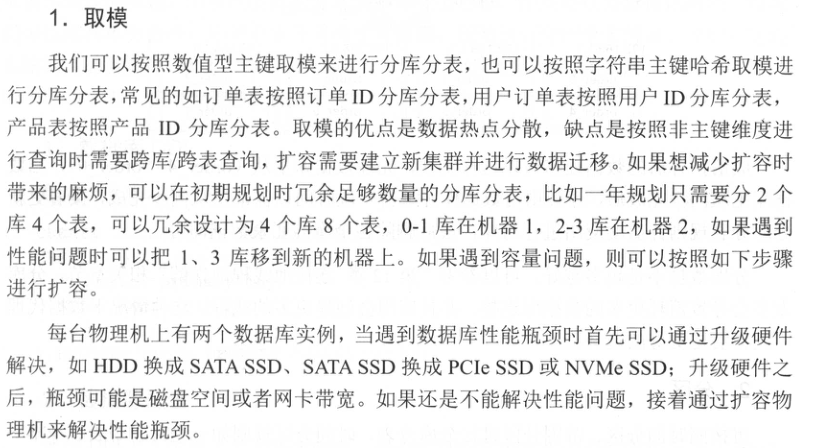 1．取模
我们可以按照数值型主键取模来进行分库分表，也可以按照字符串主键哈希取模进
行分库分表，常见的如订单表按照订单 ID 分库分表，用户订单表按照用户 ID 分库分表，
产品表按照产品 ID 分库分表。取模的优点是数据热点分散，缺点是按照非主键维度进
行查询时需要跨库/跨表查询，扩容需要建立新集群并进行数据迁移。如果想减少扩容时
带来的麻烦，可以在初期规划时冗余足够数量的分库分表，比如一年规划只需要分 2 个
库 4 个表，可以冗余设计为 4 个库 8 个表，0-1 库在机器 1，2-3 库在机器 2，如果遇到
性能问题时可以把 1、3 库移到新的机器上。如果遇到容量问题，则可以按照如下步骤
进行扩容。
每台物理机上有两个数据库实例，当遇到数据库性能瓶颈时首先可以通过升级硬件
解决，如 HDD 换成 SATA SSD、SATA SSD 换成 PCIe SSD 或 NVMe SSD；升级硬件之
后，瓶颈可能是磁盘空间或者网卡带宽。如果还是不能解决性能问题，接着通过扩容物
理机来解决性能瓶颈。